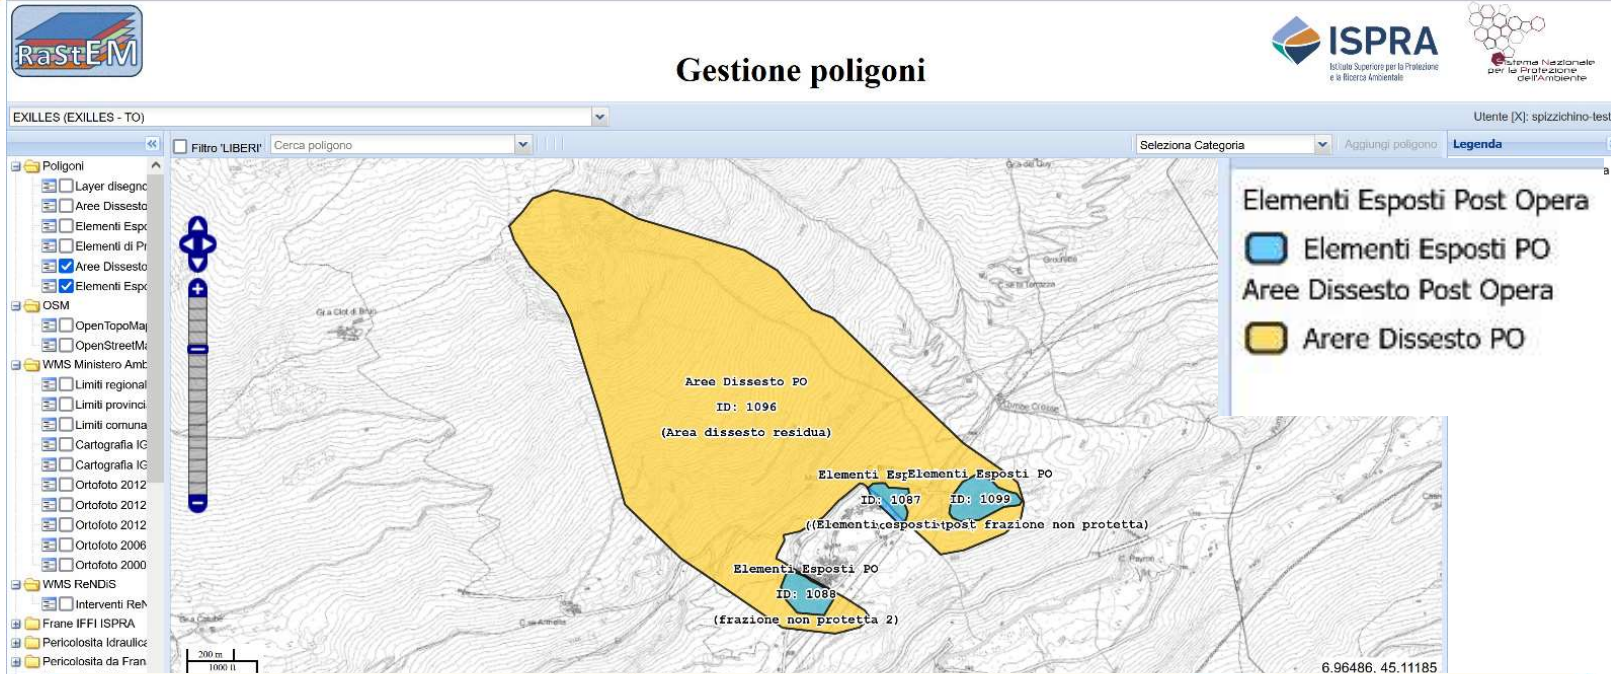 RaStEM
Gestione poligoni
ISPRA
Istituto Superiore per la Protezione
e la Ricerca Ambientale
Sistema Nazionale
per la Protezione
dell'Ambiente
EXILLES (EXILLES - TO)
Utente [X]: spizzichino-test
Filtro 'LIBERI'
Cerca poligono
Seleziona Categoria
Aggiungi poligono
Legenda
Poligoni
Layer disegno
Aree Dissesto
Elementi Espo
Elementi di Pr
Aree Dissesto
Elementi Espo
OSM
OpenTopoMap
OpenStreetMa
WMS Ministero Amb
Limiti regional
Limiti provinci
Limiti comuna
Cartografia IG
Cartografia IG
Ortofoto 2012
Ortofoto 2012
Ortofoto 2012
Ortofoto 2006
Ortofoto 2000
WMS ReNDiS
Interventi ReN
Frane IFFI ISPRA
Pericolosita Idraulica
Pericolosita da Fran
Elementi Esposti Post Opera
Elementi Esposti PO
Aree Dissesto Post Opera
Arere Dissesto PO
Aree Dissesto PO
ID: 1096
(Area dissesto residua)
Elementi Esp
Elementi Esposti PO
ID: 1087
ID: 1099
(Elementi esposti post frazione non protetta)
Elementi Esposti PO
ID: 1088
(frazione non protetta 2)
200 m
1000 ft
6.96486, 45.11185